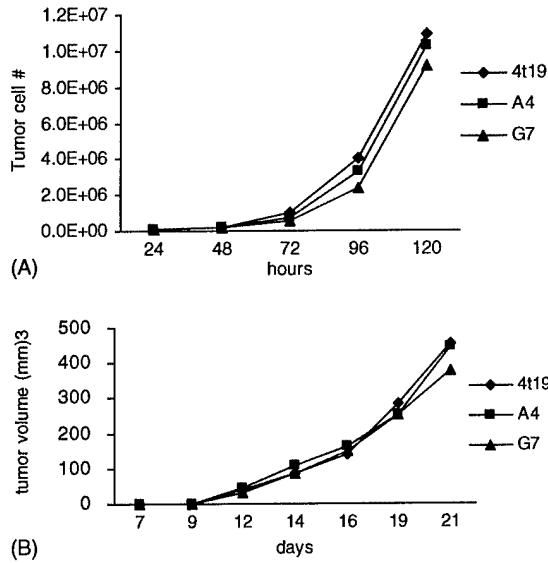 1.2E+07
1.0E+07
8.0E+06
6.0E+06
4.0E+06
2.0E+06
0.0E+00
Tumor cell #
24 48 72 96 120
hours
4t19
A4
G7
(A)
500
400
300
200
100
0
tumor volume (mm)3
7 9 12 14 16 19 21
days
4t19
A4
G7
(B)